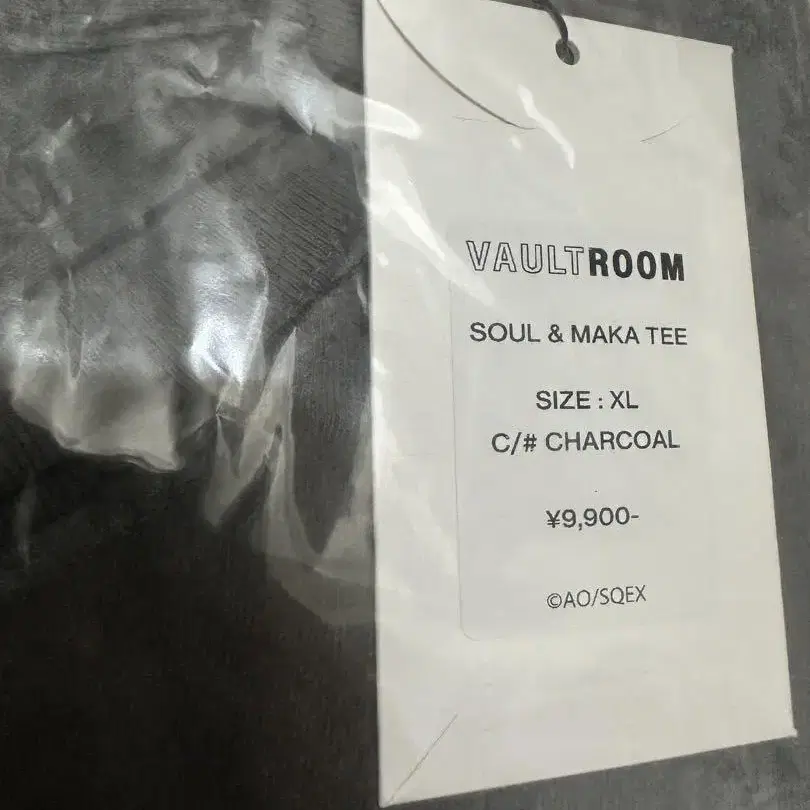 VAULTROOM
SOUL & MAKA TEE
SIZE : XL
C/# CHARCOAL
¥9,900-
©AO/SQEX